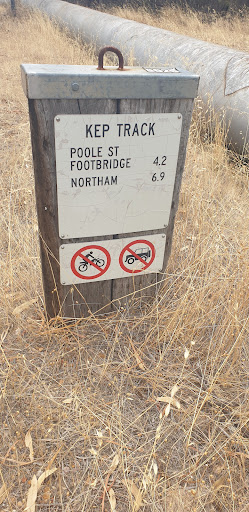 KEP TRACK
POOLE ST
FOOTBRIDGE 4.2
NORTHAM 6.9